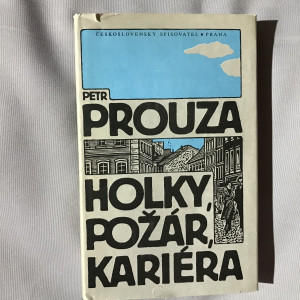 ČESKOSLOVENSKÝ SPISOVATEL • PRAHA
PETR
PROUZA
HOLKY,
POŽÁR,
KARIÉRA